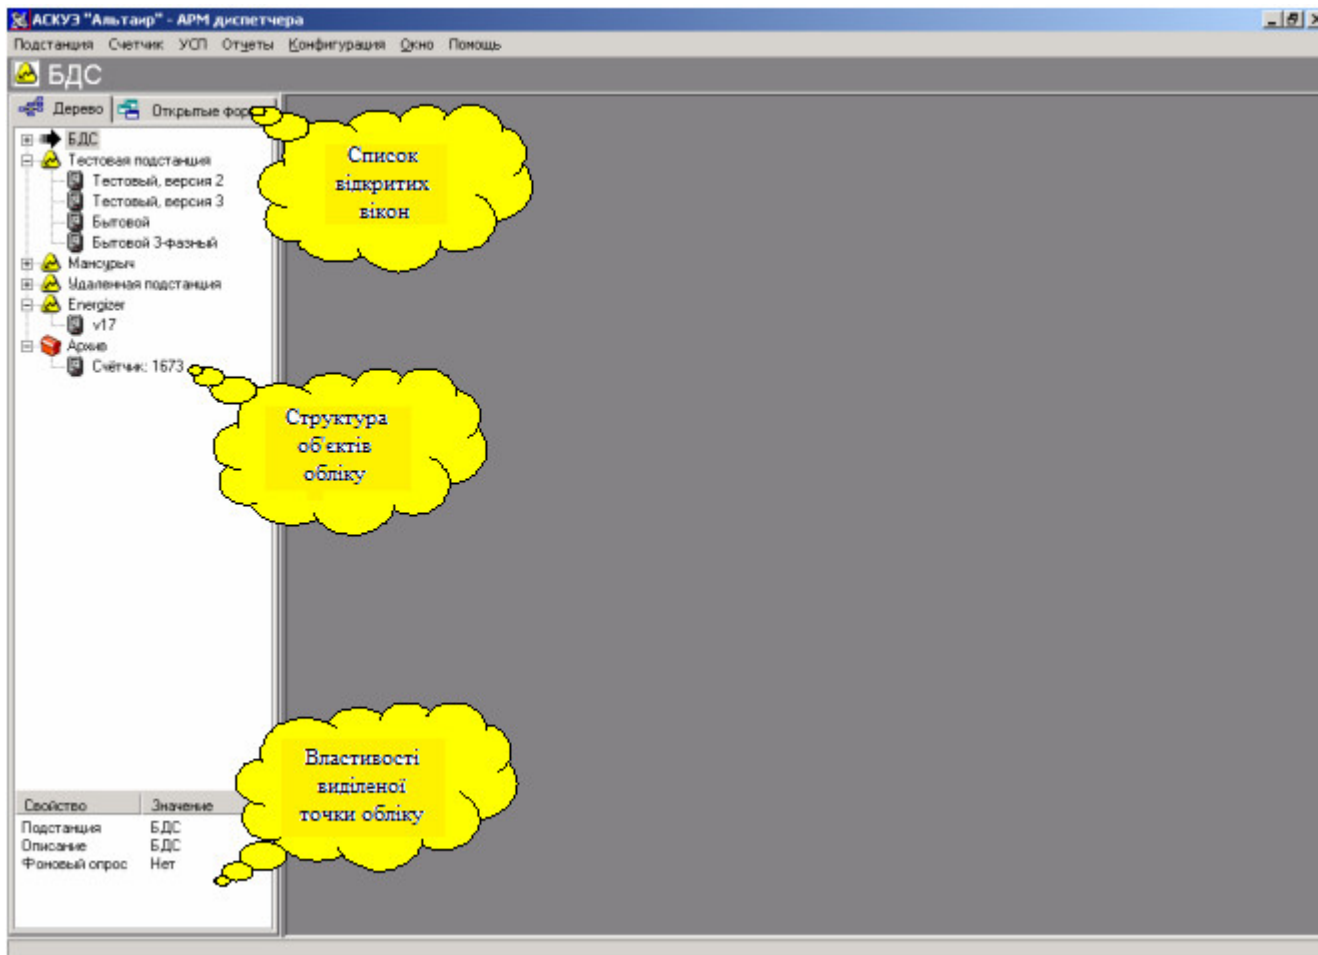 АСКУЭ "Альтаир" - АРМ диспетчера
Подстанция Счетчик УСП Отчеты Конфигурация Окно Помощь
БДС
Дерево Открытые фор
БДС
Тестовая подстанция
Тестовый, версия 2
Тестовый, версия 3
Бытовой
Бытовой 3-фазный
Мансурыч
Удаленная подстанция
Energizer
v17
Архив
Счётчик: 1673
Список
відкритих
вікон
Структура
об'єктів
обліку
Властивості
виділеної
точки обліку
Свойство Значение
Подстанция БДС
Описание БДС
Фоновый опрос Нет